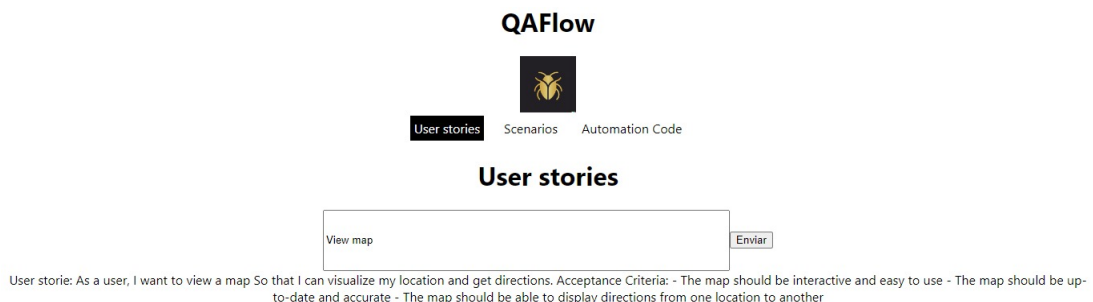 QAFlow
User stories Scenarios Automation Code
User stories
View map Enviar
User storie: As a user, I want to view a map So that I can visualize my location and get directions. Acceptance Criteria: - The map should be interactive and easy to use - The map should be up-
to-date and accurate - The map should be able to display directions from one location to another